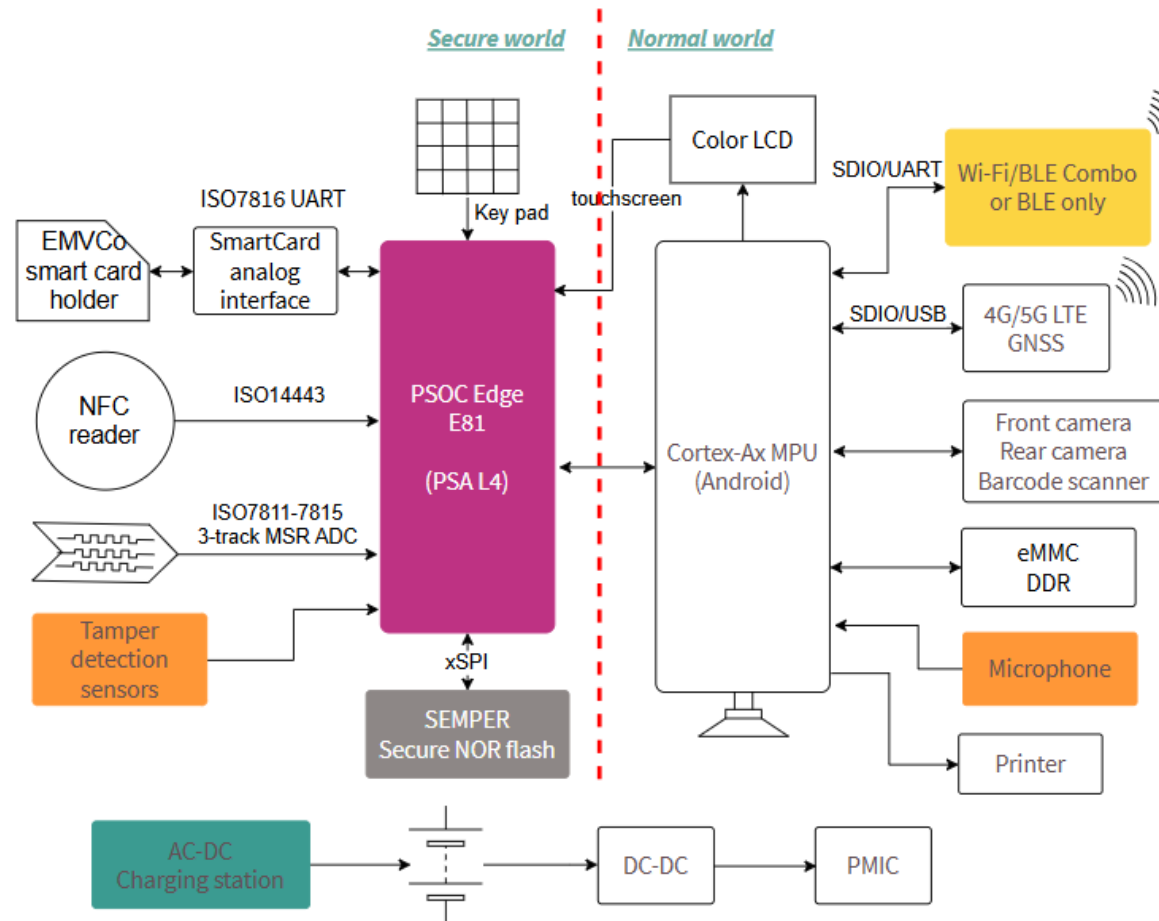 Secure world
Normal world
Color LCD
SDIO/UART
Wi-Fi/BLE Combo
or BLE only
touchscreen
Key pad
ISO7816 UART
EMVCo
smart card
holder
SmartCard
analog
interface
SDIO/USB
4G/5G LTE
GNSS
NFC
reader
ISO14443
PSOC Edge
E81
(PSA L4)
Cortex-Ax MPU
(Android)
Front camera
Rear camera
Barcode scanner
ISO7811-7815
3-track MSR ADC
eMMC
DDR
Tamper
detection
sensors
xSPI
Microphone
SEMPER
Secure NOR flash
Printer
AC-DC
Charging station
DC-DC
PMIC